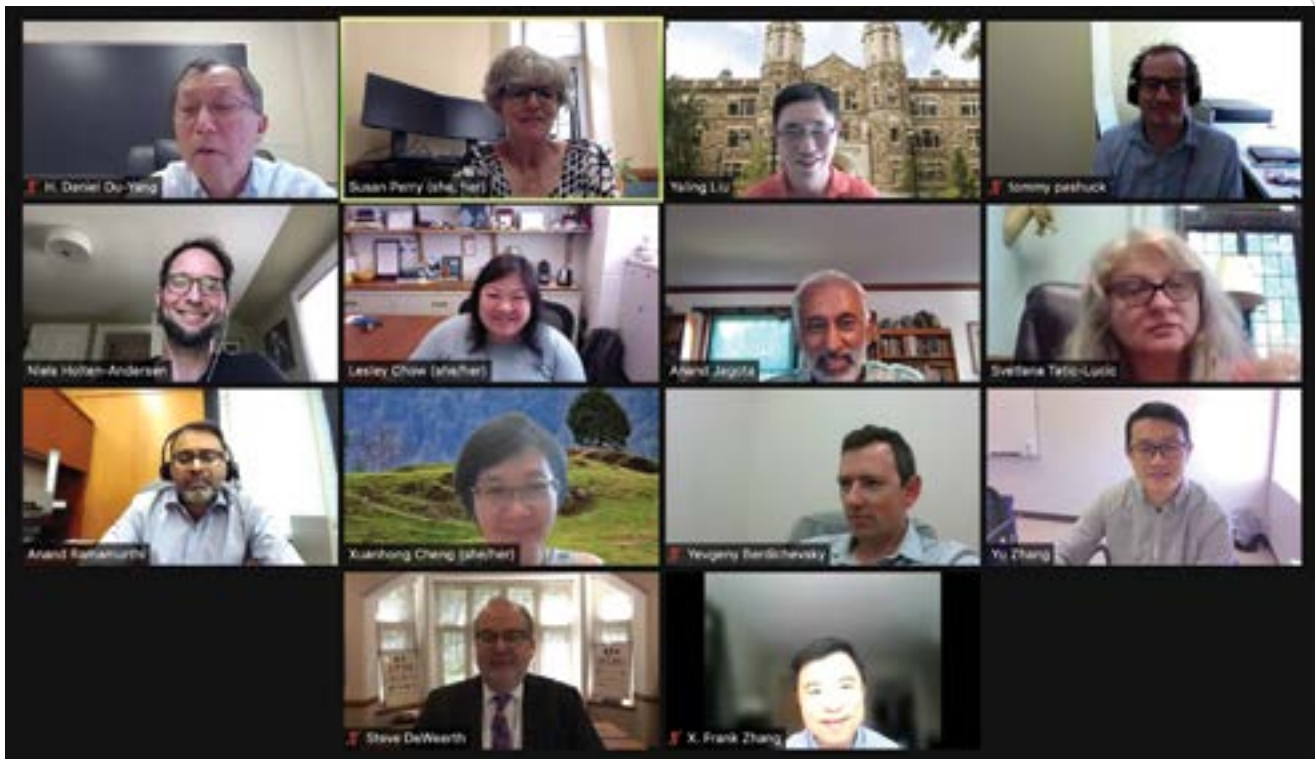 H. Daniel Ou-Yang
Susan Perry (she, her)
Yaling Liu
tommy pashuck
Niels Holten-Andersen
Lesley Chow (she/her)
Anand Jagota
Svetlana Tatic-Lucic
Anand Ramamurthi
Xuanhong Cheng (she/her)
Yevgeny Berdichevsky
Yu Zhang
Steve DeWeerth
X. Frank Zhang